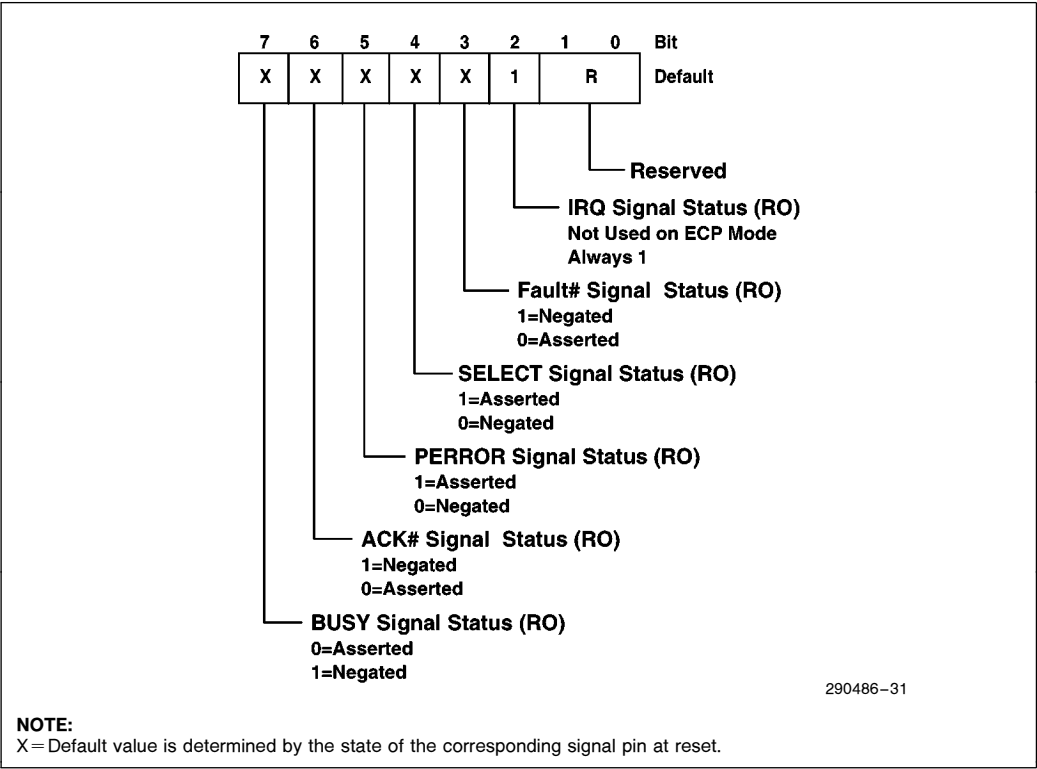 7 6 5 4 3 2 1 0 Bit
X X X X X 1 R Default
Reserved
IRQ Signal Status (RO)
Not Used on ECP Mode
Always 1
Fault# Signal Status (RO)
1=Negated
0=Asserted
SELECT Signal Status (RO)
1=Asserted
0=Negated
PERROR Signal Status (RO)
1=Asserted
0=Negated
ACK# Signal Status (RO)
1=Negated
0=Asserted
BUSY Signal Status (RO)
0=Asserted
1=Negated
290486–31
NOTE:
X = Default value is determined by the state of the corresponding signal pin at reset.